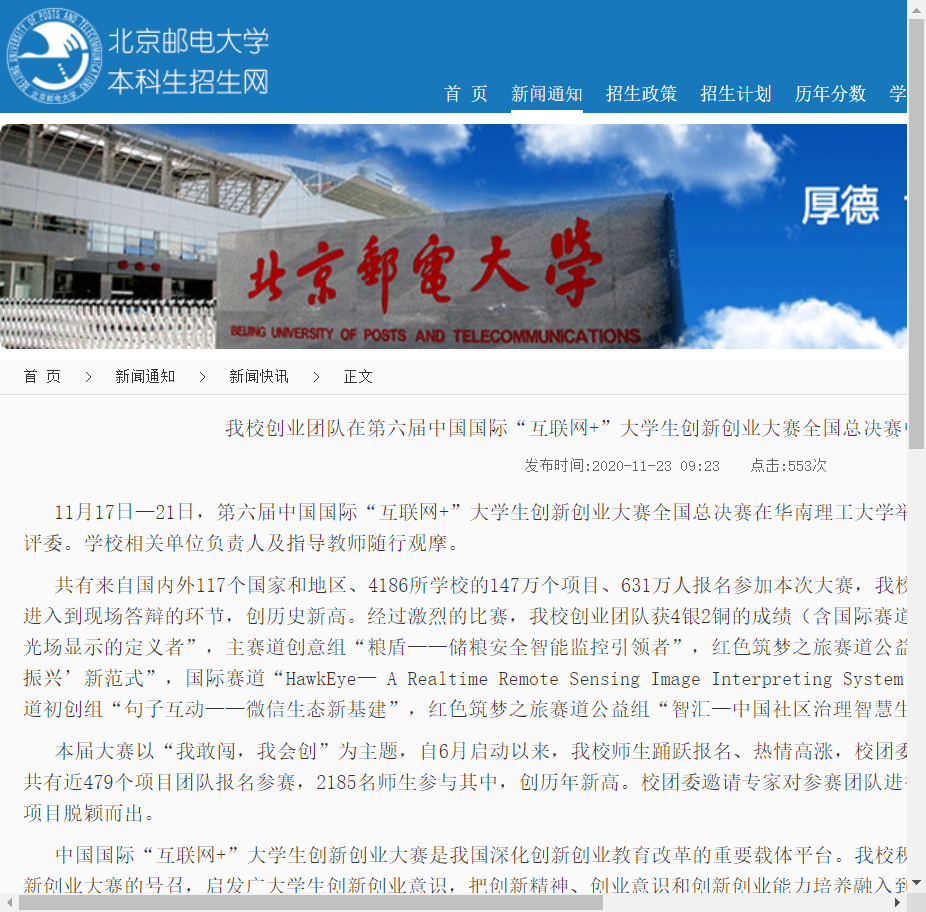 BEIJING UNIVERSITY OF POSTS AND TELECOMMUNICATIONS
北京邮电大学
北京邮电大学
本科生招生网
首 页 新闻通知 招生政策 招生计划 历年分数 学
厚德
北京郵電大学
BEIJING UNIVERSITY OF POSTS AND TELECOMMUNICATIONS
首 页 > 新闻通知 > 新闻快讯 > 正文
我校创业团队在第六届中国国际“互联网+”大学生创新创业大赛全国总决赛
发布时间:2020-11-23 09:23 点击:553次
11月17日—21日，第六届中国国际“互联网+”大学生创新创业大赛全国总决赛在华南理工大学举
评委。学校相关单位负责人及指导教师随行观摩。
共有来自国内外117个国家和地区、4186所学校的147万个项目、631万人报名参加本次大赛，我校
进入到现场答辩的环节，创历史新高。经过激烈的比赛，我校创业团队获4银2铜的成绩（含国际赛道
光场显示的定义者”，主赛道创意组“粮盾——储粮安全智能监控引领者”，红色筑梦之旅赛道公益
振兴’新范式”，国际赛道“HawkEye— A Realtime Remote Sensing Image Interpreting System
道初创组“句子互动——微信生态新基建”，红色筑梦之旅赛道公益组“智汇—中国社区治理智慧生
本届大赛以“我敢闯，我会创”为主题，自6月启动以来，我校师生踊跃报名、热情高涨，校团委
共有近479个项目团队报名参赛，2185名师生参与其中，创历年新高。校团委邀请专家对参赛团队进行
项目脱颖而出。
中国国际“互联网+”大学生创新创业大赛是我国深化创新创业教育改革的重要载体平台。我校积
新创业大赛的号召，启发广大学生创新创业意识，把创新精神、创业意识和创新创业能力培养融入到